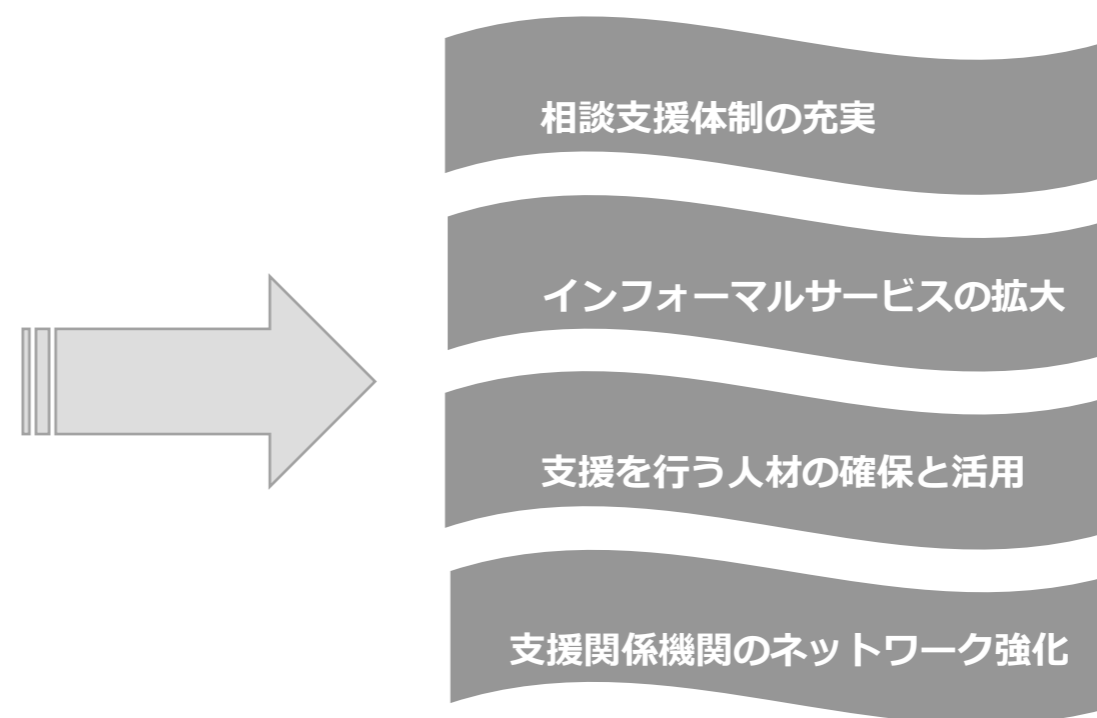 相談支援体制の充実
インフォーマルサービスの拡大
支援を行う人材の確保と活用
支援関係機関のネットワーク強化